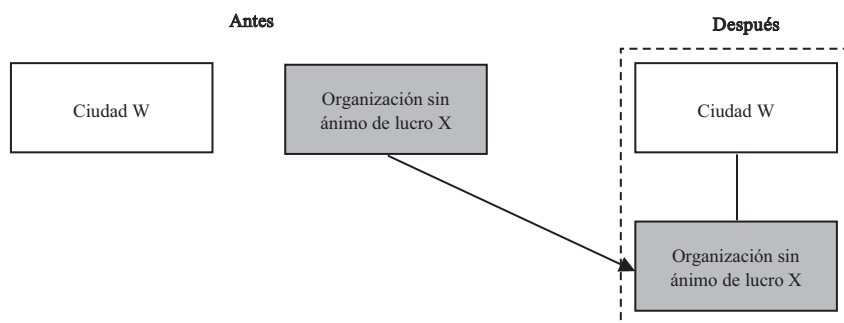 Antes
Después
Ciudad W
Organización sin
ánimo de lucro X
Ciudad W
Organización sin
ánimo de lucro X